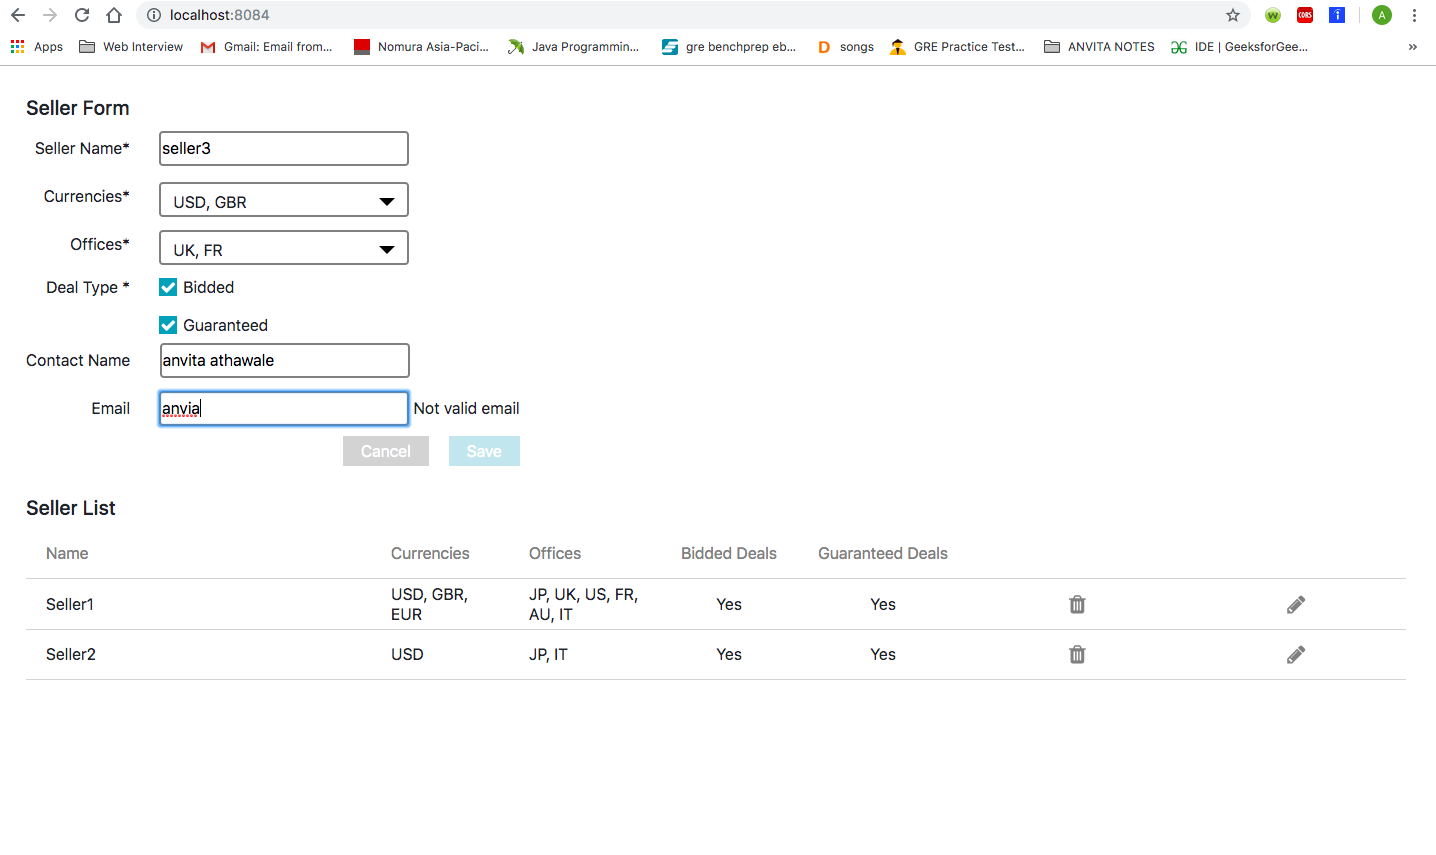 localhost:8084
CORS
A
Apps Web Interview Gmail: Email from... Nomura Asia-Paci... Java Programmin... gre benchprep eb... songs GRE Practice Test... ANVITA NOTES IDE | GeeksforGee... »
Seller Form
Seller Name* seller3
Currencies* USD, GBR
Offices* UK, FR
Deal Type * Bidded
Guaranteed
Contact Name anvita athawale
Email anvia Not valid email
Cancel Save
Seller List
Name Currencies Offices Bidded Deals Guaranteed Deals
Seller1 USD, GBR, EUR JP, UK, US, FR, AU, IT Yes Yes
Seller2 USD JP, IT Yes Yes